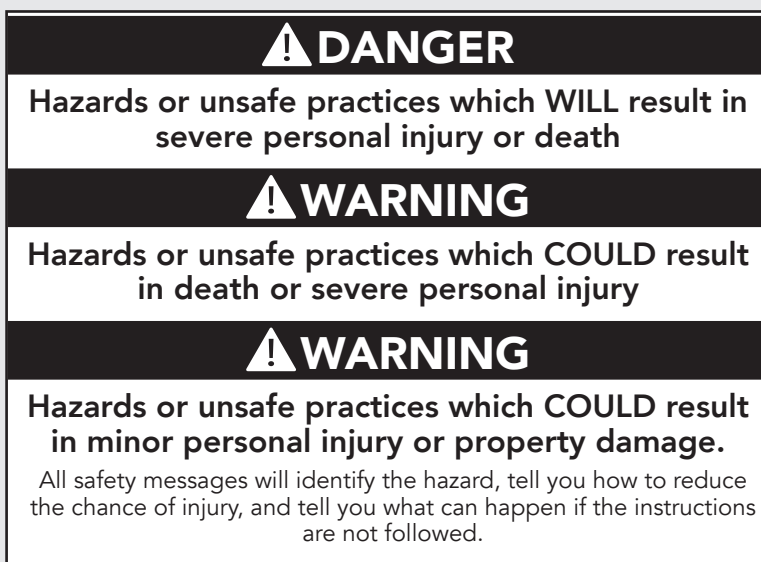 DANGER
Hazards or unsafe practices which WILL result in
severe personal injury or death
WARNING
Hazards or unsafe practices which COULD result
in death or severe personal injury
WARNING
Hazards or unsafe practices which COULD result
in minor personal injury or property damage.
All safety messages will identify the hazard, tell you how to reduce
the chance of injury, and tell you what can happen if the instructions
are not followed.